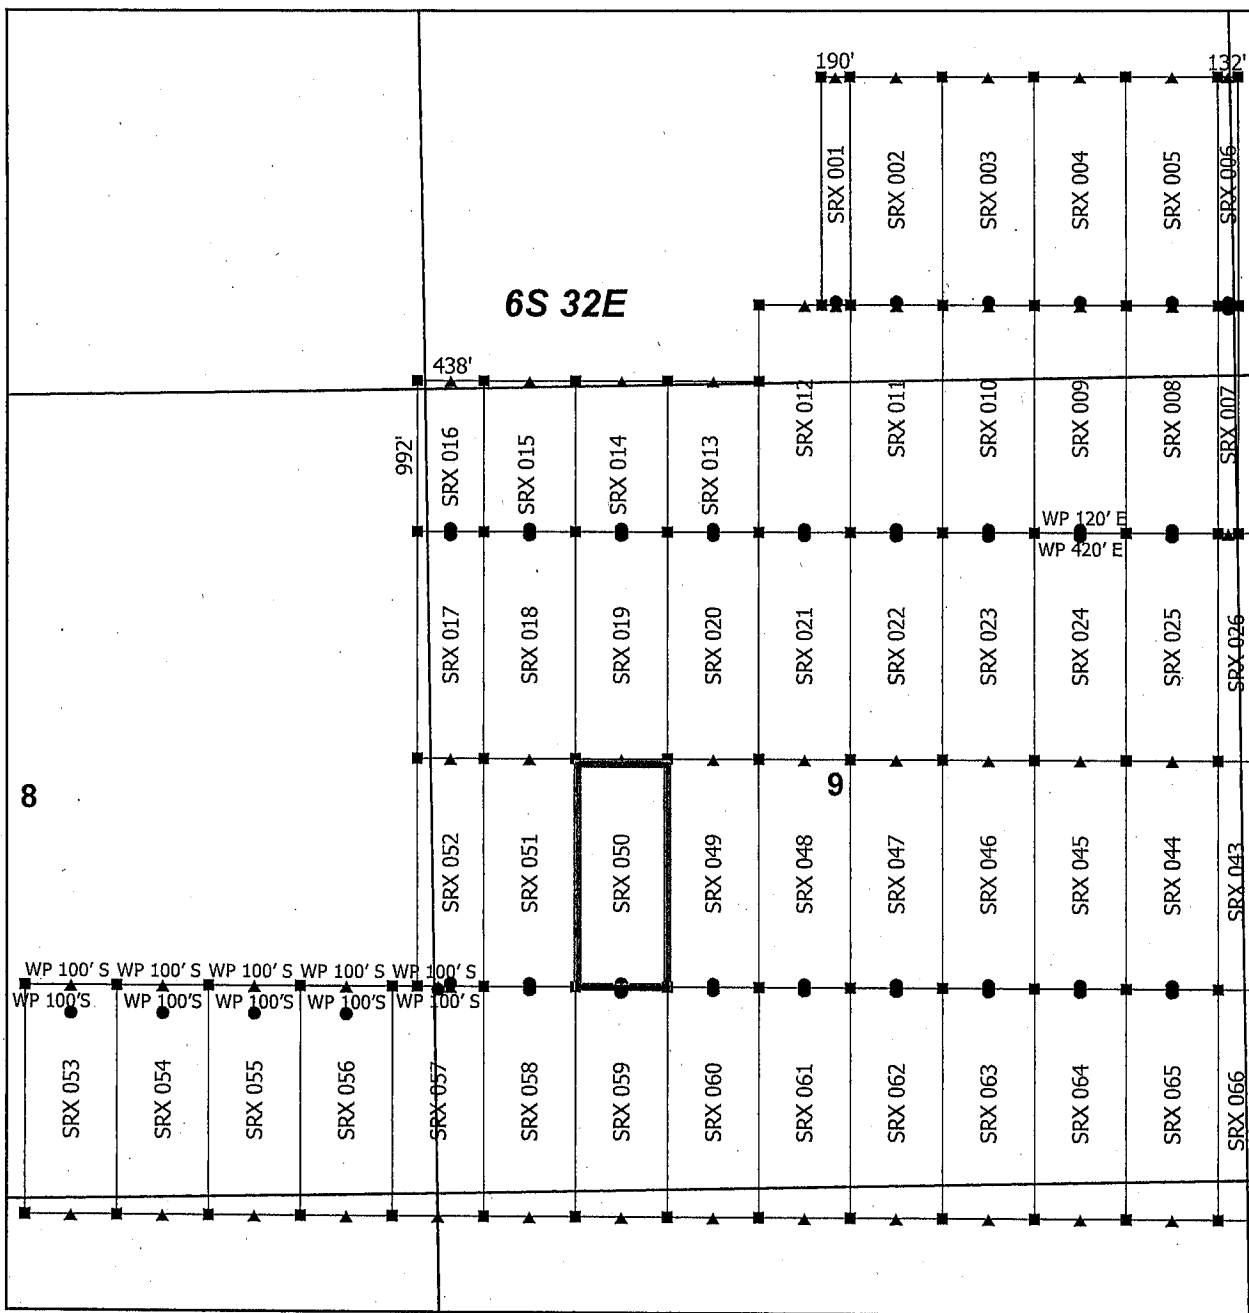 190'
132'
SRX 001
SRX 002
SRX 003
SRX 004
SRX 005
SRX 006
6S 32E
438'
992'
SRX 016
SRX 015
SRX 014
SRX 013
SRX 012
SRX 011
SRX 010
SRX 009
SRX 008
SRX 007
WP 120' E
WP 420' E
SRX 017
SRX 018
SRX 019
SRX 020
SRX 021
SRX 022
SRX 023
SRX 024
SRX 025
SRX 026
8
9
SRX 052
SRX 051
SRX 050
SRX 049
SRX 048
SRX 047
SRX 046
SRX 045
SRX 044
SRX 043
WP 100' S
WP 100' S
WP 100' S
WP 100' S
WP 100' S
WP 100'S
WP 100'S
WP 100'S
WP 100'S
WP 100' S
SRX 053
SRX 054
SRX 055
SRX 056
SRX 057
SRX 058
SRX 059
SRX 060
SRX 061
SRX 062
SRX 063
SRX 064
SRX 065
SRX 066